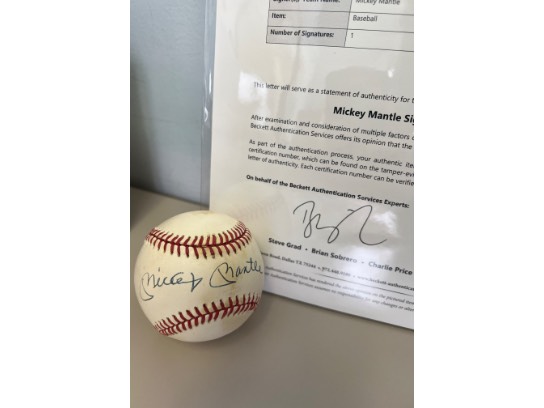 Mickey Mantle
Item:
Baseball
Number of Signatures:
1
This letter will serve as a statement of authenticity for t
Mickey Mantle Sig
After examination and consideration of multiple factors
Beckett Authentication Services offers its opinion that the
As part of the authentication process, your authentic ite
certification number, which can be found on the tamper-ev
letter of authenticity. Each certification number can be verifie
On behalf of the Beckett Authentication Services Experts:
Steve Grad • Brian Sobrero • Charlie Price
Mickey Mantle